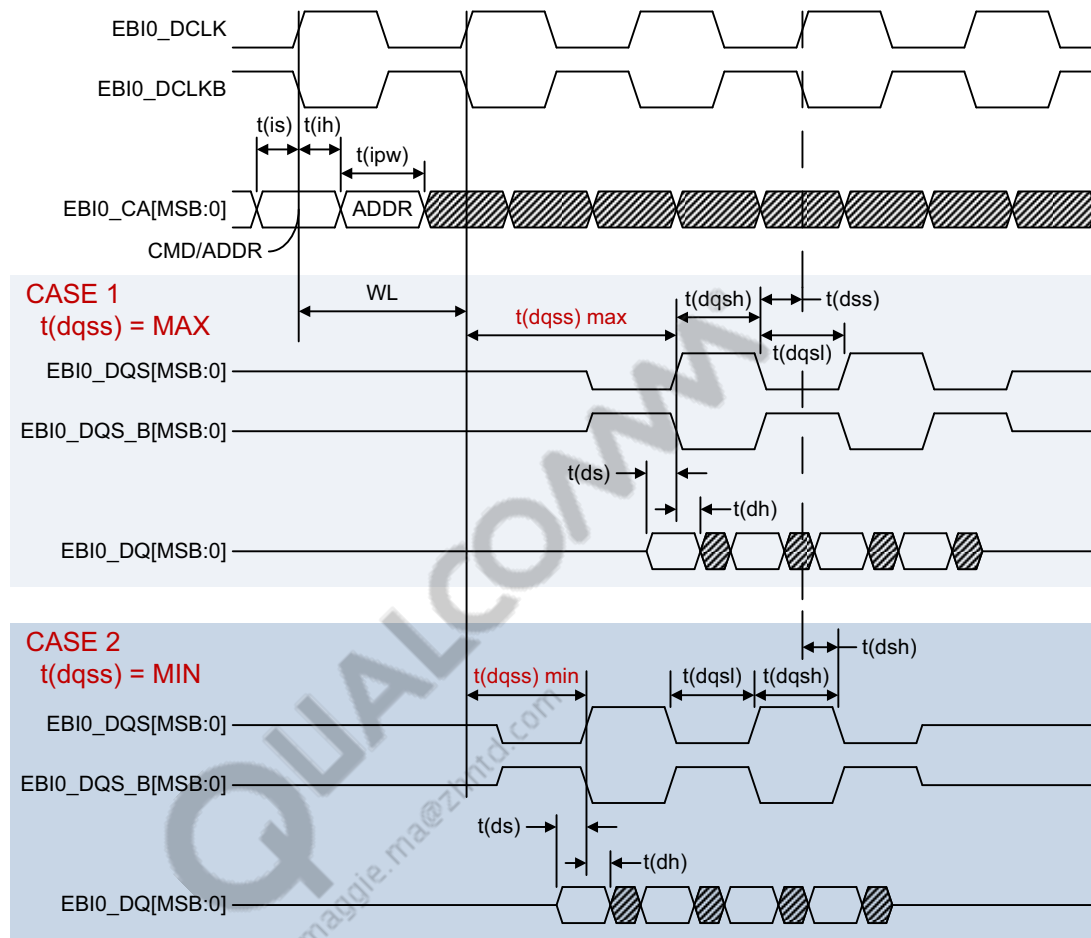 EBI0_DCLK
EBI0_DCLKB
t(is)
t(ih)
t(ipw)
EBI0_CA[MSB:0]
ADDR
CMD/ADDR
CASE 1
t(dqss) = MAX
WL
t(dqss) max
t(dqsh)
t(dss)
t(dqsl)
EBI0_DQS[MSB:0]
EBI0_DQS_B[MSB:0]
t(ds)
t(dh)
EBI0_DQ[MSB:0]
CASE 2
t(dqss) = MIN
t(dqss) min
t(dqsl)
t(dqsh)
t(dsh)
EBI0_DQS[MSB:0]
EBI0_DQS_B[MSB:0]
t(ds)
t(dh)
EBI0_DQ[MSB:0]
QUALCOMM
maggie.ma@zhntd.com